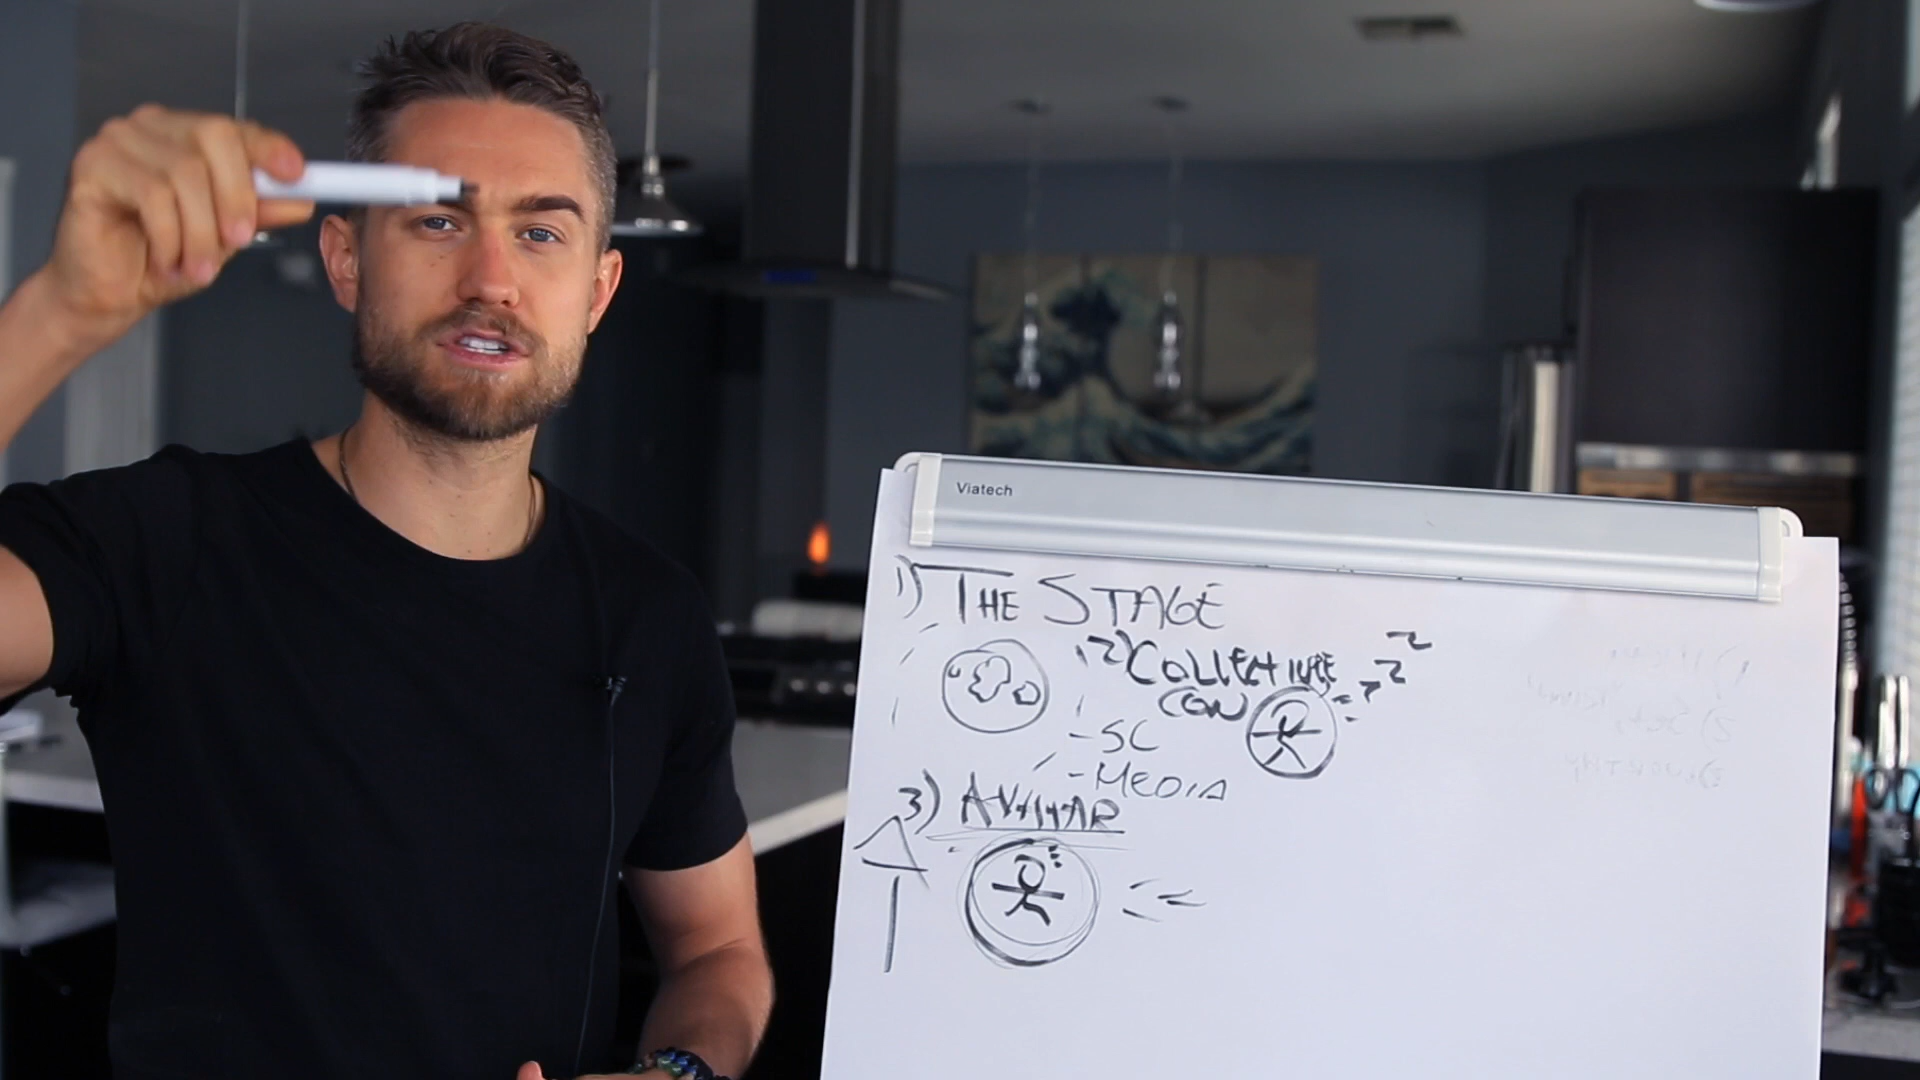 Viatech
1) THE STAGE
2) COLLECTIVE
CON
z z z
- SC
- MEDIA
3) AVATAR